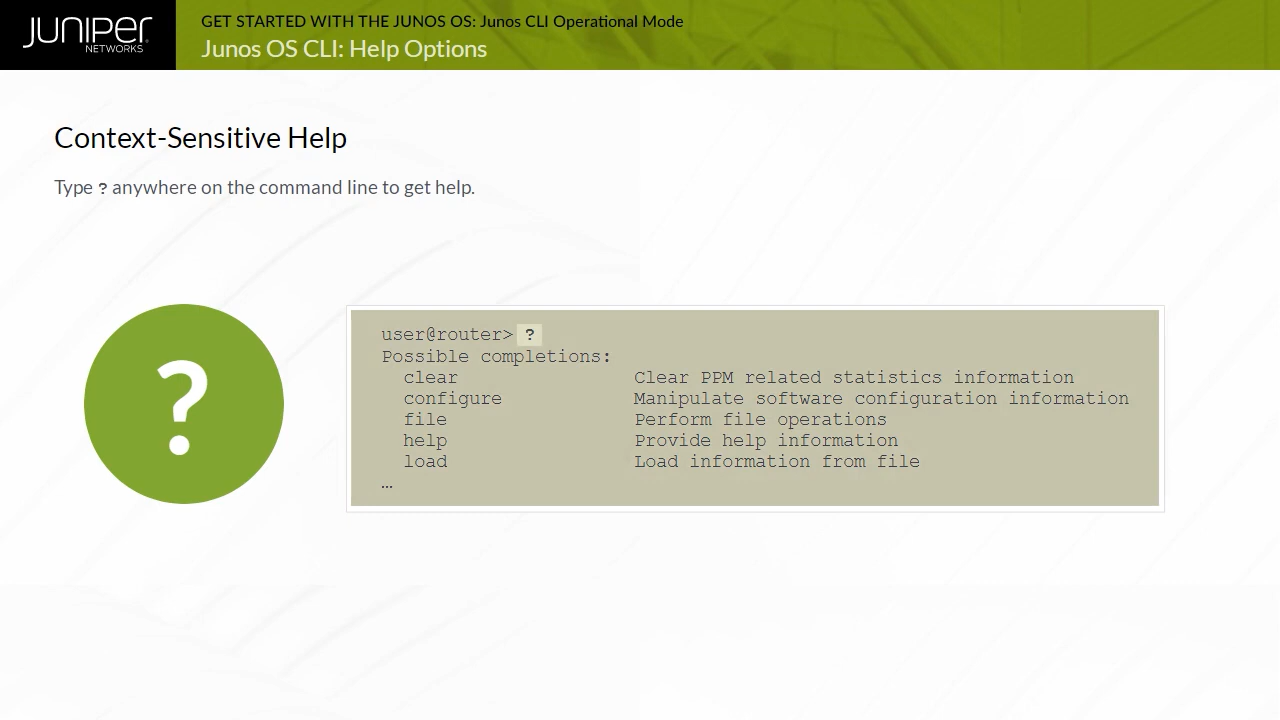 JUNIPER
NETWORKS
GET STARTED WITH THE JUNOS OS: Junos CLI Operational Mode
Junos OS CLI: Help Options
Context-Sensitive Help
Type ? anywhere on the command line to get help.
?
user@router> ?
Possible completions:
clear Clear PPM related statistics information
configure Manipulate software configuration information
file Perform file operations
help Provide help information
load Load information from file
…